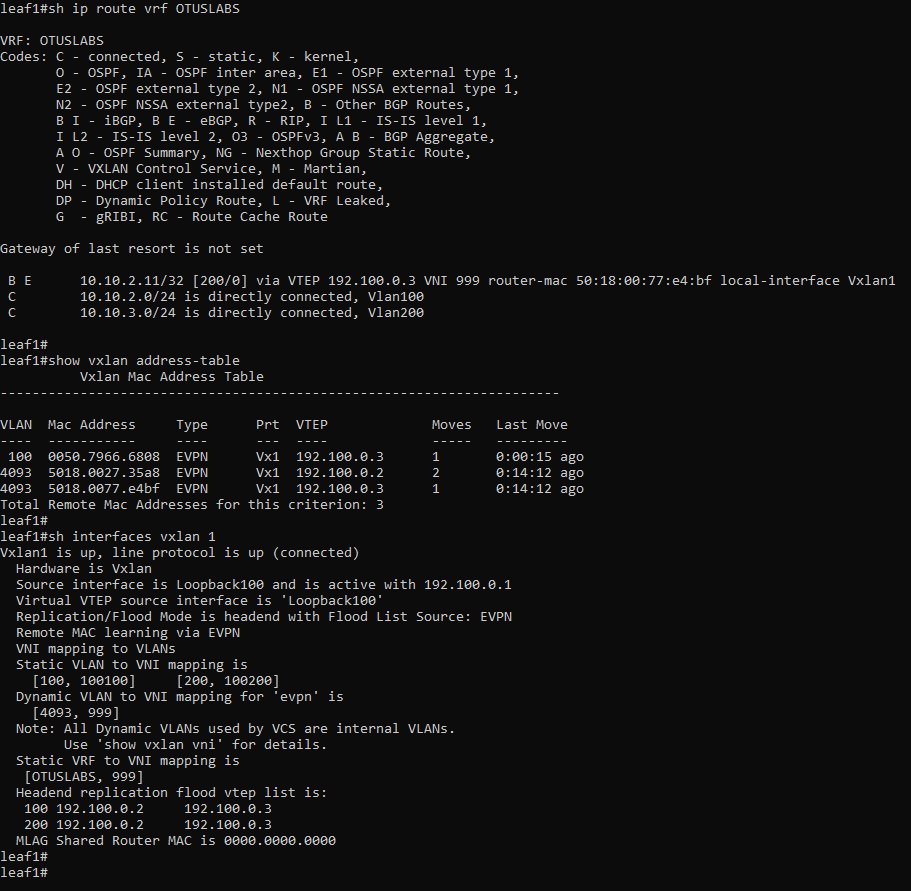 leaf1#sh ip route vrf OTUSLABS

VRF: OTUSLABS
Codes: C - connected, S - static, K - kernel,
       O - OSPF, IA - OSPF inter area, E1 - OSPF external type 1,
       E2 - OSPF external type 2, N1 - OSPF NSSA external type 1,
       N2 - OSPF NSSA external type2, B - Other BGP Routes,
       B I - iBGP, B E - eBGP, R - RIP, I L1 - IS-IS level 1,
       I L2 - IS-IS level 2, O3 - OSPFv3, A B - BGP Aggregate,
       A O - OSPF Summary, NG - Nexthop Group Static Route,
       V - VXLAN Control Service, M - Martian,
       DH - DHCP client installed default route,
       DP - Dynamic Policy Route, L - VRF Leaked,
       G  - gRIBI, RC - Route Cache Route

Gateway of last resort is not set

 B E      10.10.2.11/32 [200/0] via VTEP 192.100.0.3 VNI 999 router-mac 50:18:00:77:e4:bf local-interface Vxlan1
 C        10.10.2.0/24 is directly connected, Vlan100
 C        10.10.3.0/24 is directly connected, Vlan200

leaf1#
leaf1#show vxlan address-table
          Vxlan Mac Address Table
----------------------------------------------------------------------

VLAN  Mac Address     Type      Prt  VTEP             Moves   Last Move
----  -----------     ----      ---  ----             -----   ---------
 100  0050.7966.6808  EVPN      Vx1  192.100.0.3      1       0:00:15 ago
4093  5018.0027.35a8  EVPN      Vx1  192.100.0.2      2       0:14:12 ago
4093  5018.0077.e4bf  EVPN      Vx1  192.100.0.3      1       0:14:12 ago
Total Remote Mac Addresses for this criterion: 3
leaf1#
leaf1#sh interfaces vxlan 1
Vxlan1 is up, line protocol is up (connected)
  Hardware is Vxlan
  Source interface is Loopback100 and is active with 192.100.0.1
  Virtual VTEP source interface is 'Loopback100'
  Replication/Flood Mode is headend with Flood List Source: EVPN
  Remote MAC learning via EVPN
  VNI mapping to VLANs
  Static VLAN to VNI mapping is
    [100, 100100]     [200, 100200]
  Dynamic VLAN to VNI mapping for 'evpn' is
    [4093, 999]
  Note: All Dynamic VLANs used by VCS are internal VLANs.
        Use 'show vxlan vni' for details.
  Static VRF to VNI mapping is
   [OTUSLABS, 999]
  Headend replication flood vtep list is:
   100 192.100.0.2     192.100.0.3
   200 192.100.0.2     192.100.0.3
  MLAG Shared Router MAC is 0000.0000.0000
leaf1#
leaf1#